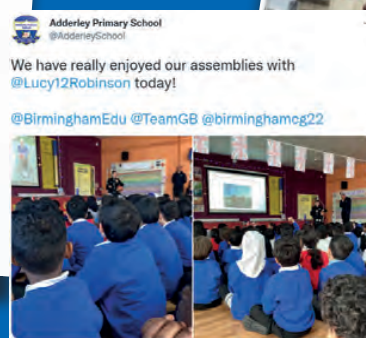 Adderley Primary School
@AdderleySchool
We have really enjoyed our assemblies with
@Lucy12Robinson today!
@BirminghamEdu @TeamGB @birminghamcg22